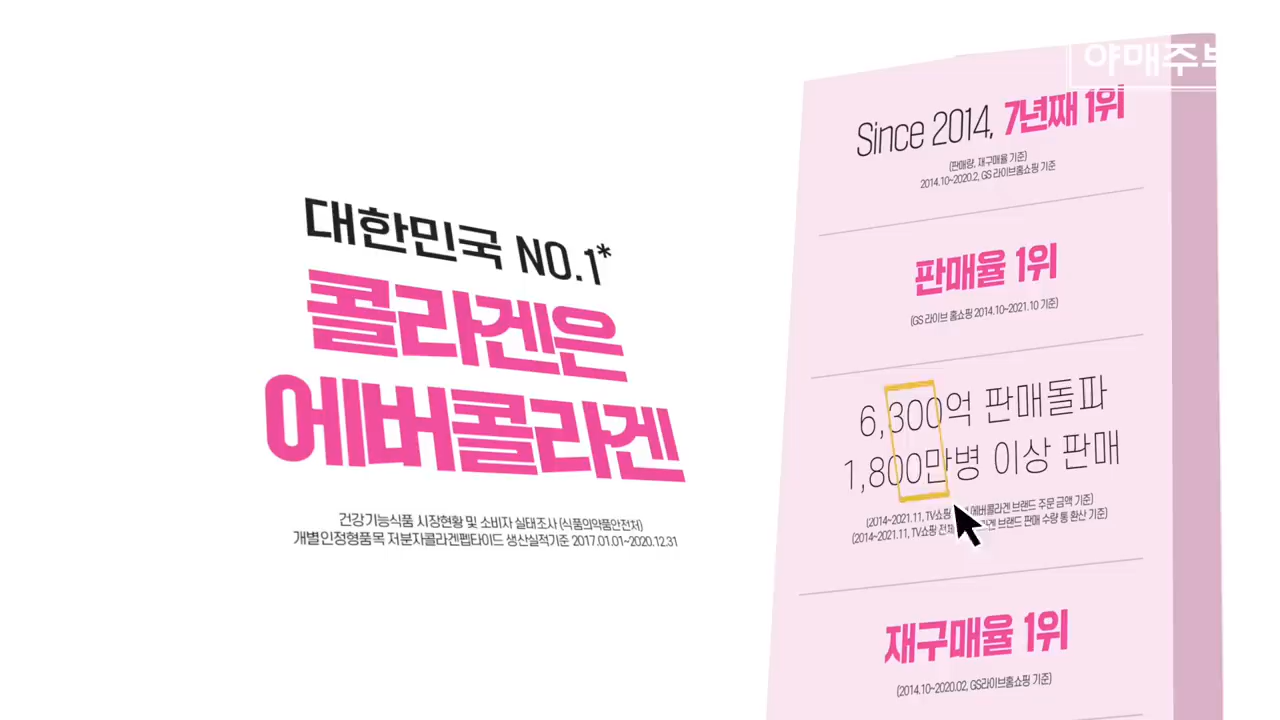 야매주부
대한민국 NO.1*
콜라겐은
에버콜라겐
건강기능식품 시장현황 및 소비자 실태조사 (식품의약품안전처)
개별인정형품목 저분자콜라겐펩타이드 생산실적기준 2017.01.01~2020.12.31
Since 2014, 7년째 1위
(판매량, 재구매율 기준)
2014.10~2020.2, GS 라이브홈쇼핑 기준
판매율 1위
(GS 라이브 홈쇼핑 2014.10~2021.10 기준)
6,300억 판매돌파
1,800만병 이상 판매
(2014~2021.11, TV쇼핑 에버콜라겐 브랜드 주문 금액 기준)
(2014~2021.11, TV쇼핑 전체 브랜드 판매 수량 통 환산 기준)
재구매율 1위
(2014.10~2020.02, GS라이브홈쇼핑 기준)